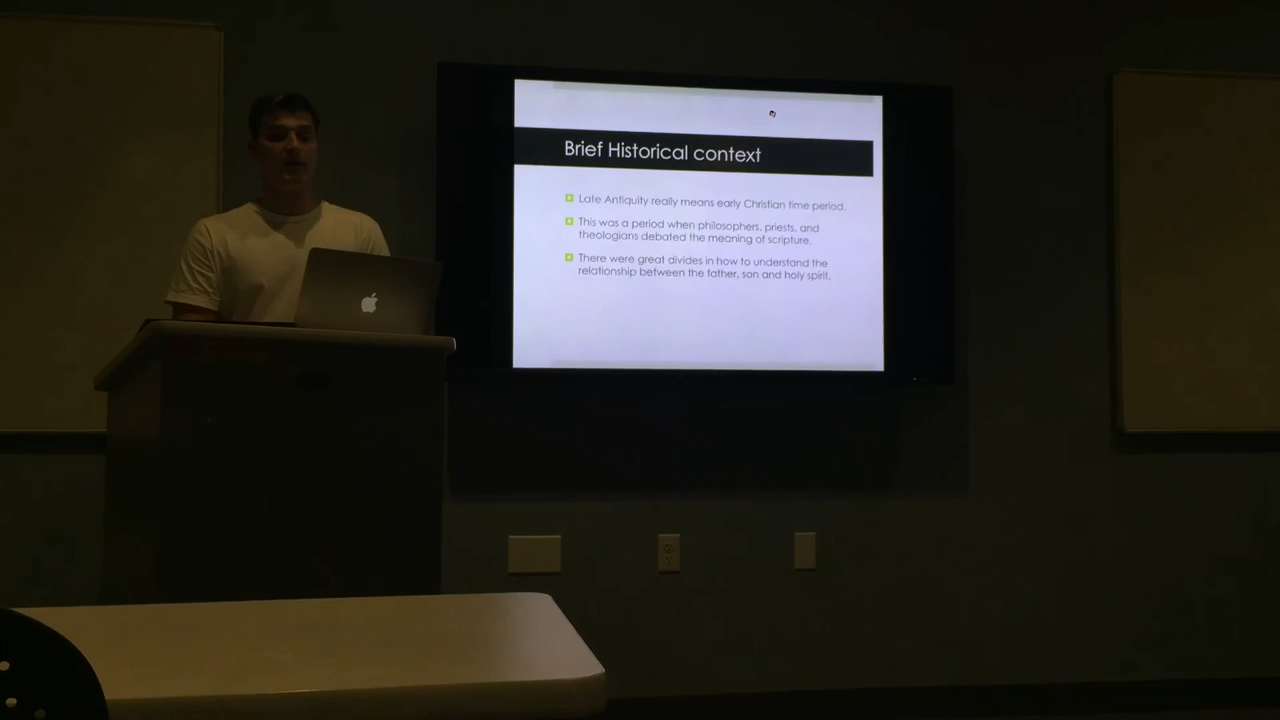 Brief Historical context
Late Antiquity really means early Christian time period.
This was a period when philosophers, priests, and
theologians debated the meaning of scripture.
There were great divides in how to understand the
relationship between the father, son and holy spirit.